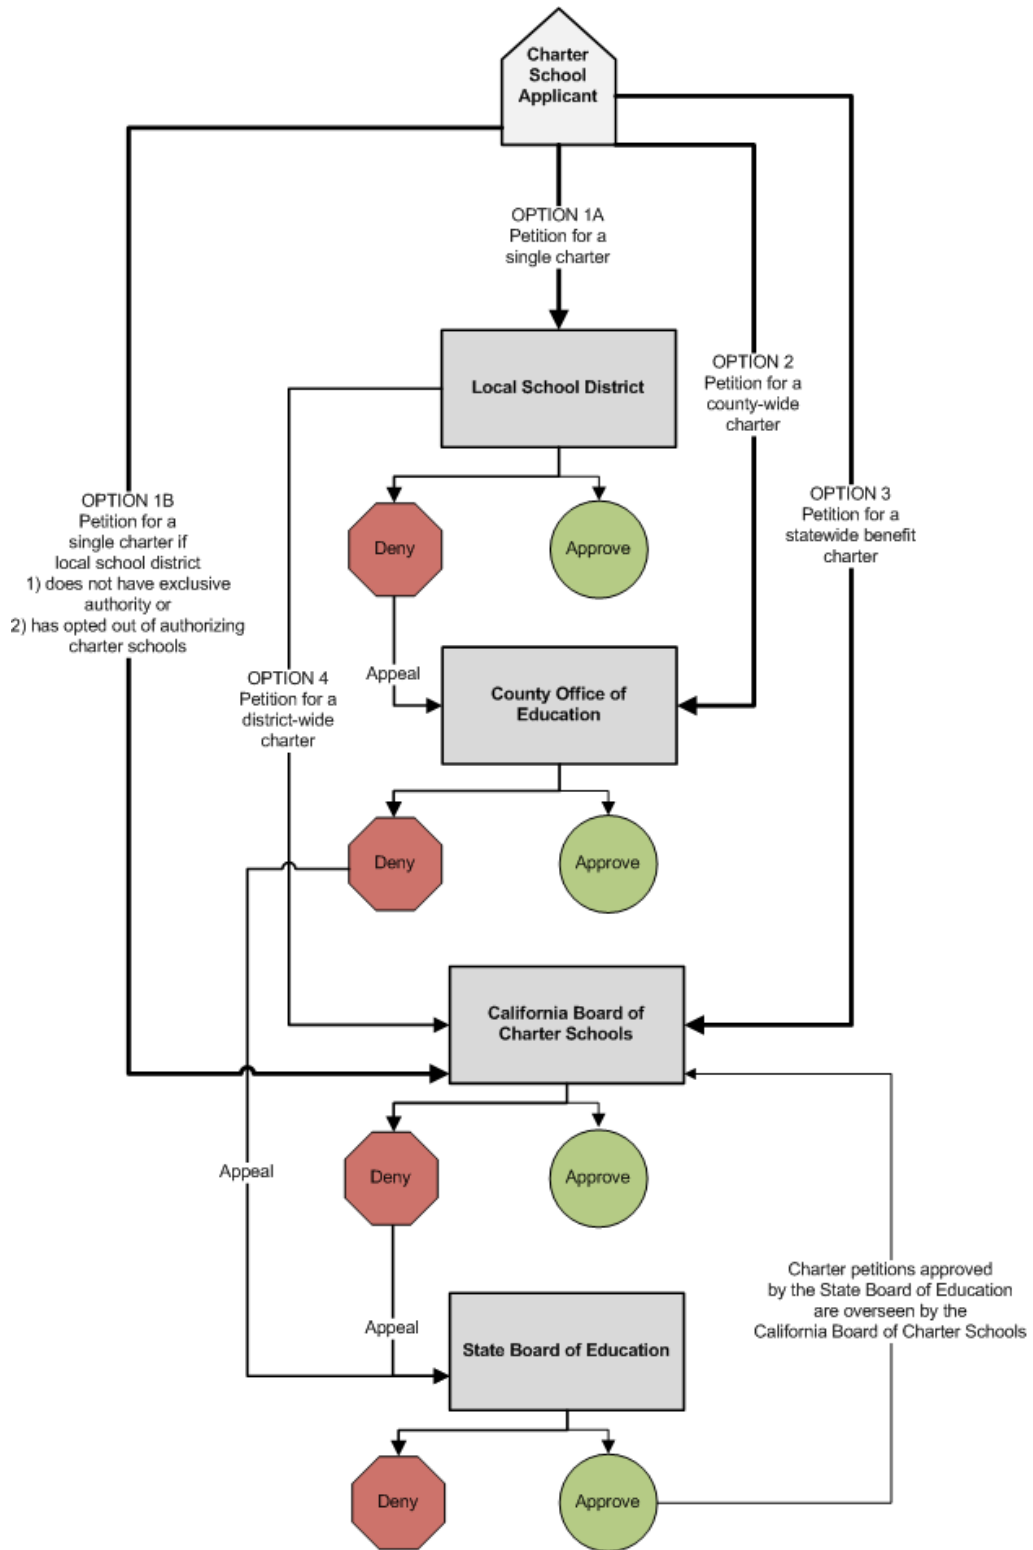 Charter
School
Applicant
OPTION 1A
Petition for a
single charter
Local School District
OPTION 2
Petition for a
county-wide
charter
OPTION 3
Petition for a
statewide benefit
charter
OPTION 1B
Petition for a
single charter if
local school district
1) does not have exclusive
authority or
2) has opted out of authorizing
charter schools
Deny
Approve
Appeal
OPTION 4
Petition for a
district-wide
charter
County Office of
Education
Deny
Approve
California Board of
Charter Schools
Deny
Approve
Appeal
Appeal
State Board of Education
Charter petitions approved
by the State Board of Education
are overseen by the
California Board of Charter Schools
Deny
Approve